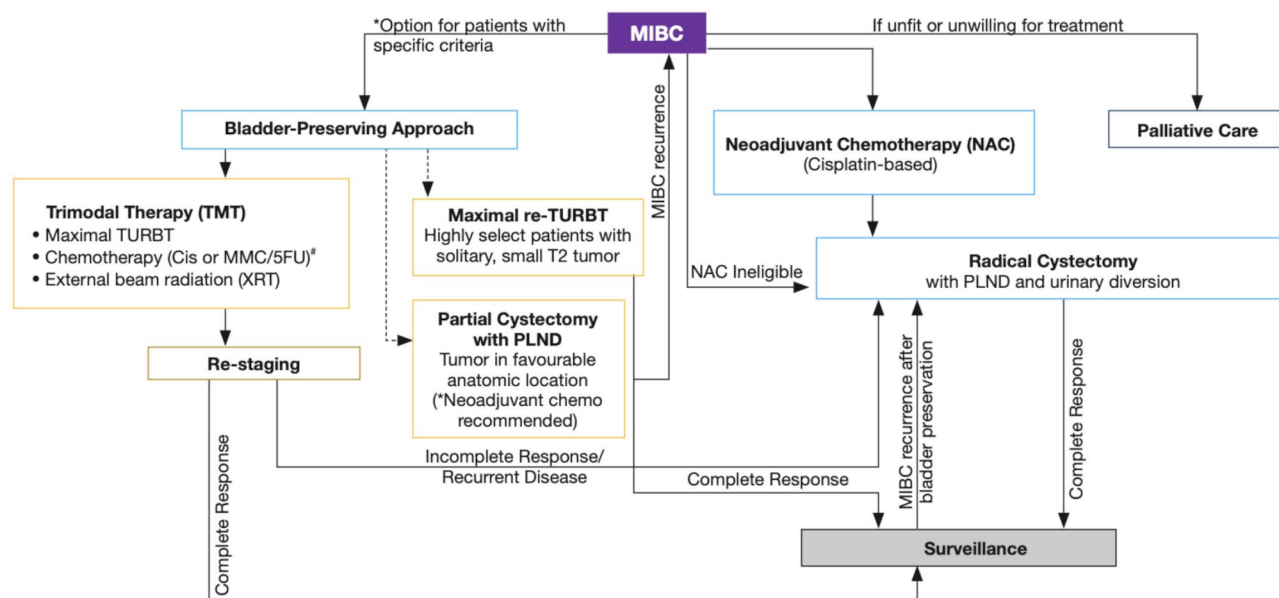 *Option for patients with
specific criteria
MIBC
If unfit or unwilling for treatment
Bladder-Preserving Approach
Neoadjuvant Chemotherapy (NAC)
(Cisplatin-based)
Palliative Care
MIBC recurrence
Trimodal Therapy (TMT)
• Maximal TURBT
• Chemotherapy (Cis or MMC/5FU)#
• External beam radiation (XRT)
Maximal re-TURBT
Highly select patients with
solitary, small T2 tumor
NAC Ineligible
Radical Cystectomy
with PLND and urinary diversion
Partial Cystectomy
with PLND
Tumor in favourable
anatomic location
(*Neoadjuvant chemo
recommended)
Re-staging
Incomplete Response/
Recurrent Disease
Complete Response
Complete Response
MIBC recurrence after
bladder preservation
Complete Response
Surveillance